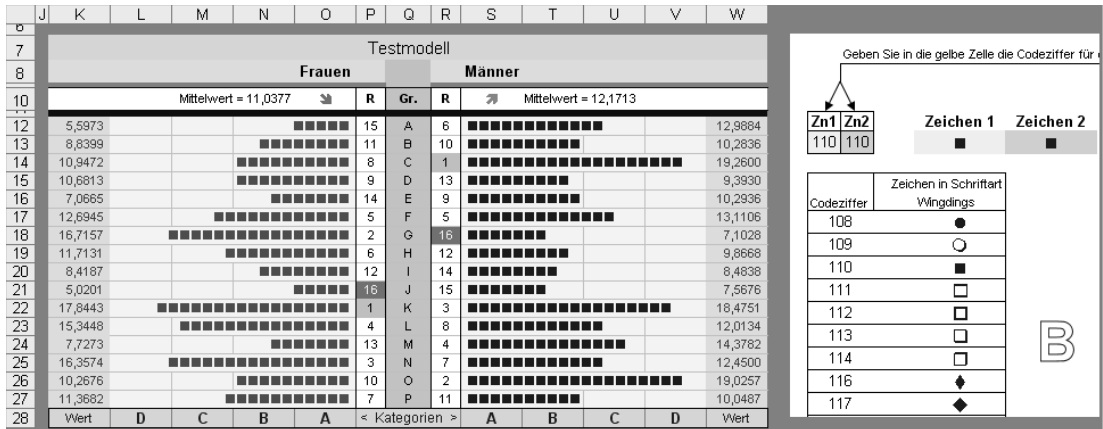 J K L M N O P Q R S T U V W
6
7 Testmodell
8 Frauen Männer
10 Mittelwert = 11,0377 R Gr. R Mittelwert = 12,1713
12 5,5973 15 A 6 12,9884
13 8,8399 11 B 10 10,2836
14 10,9472 8 C 1 19,2600
15 10,6813 9 D 13 9,3930
16 7,0665 14 E 9 10,2936
17 12,6945 5 F 5 13,1106
18 16,7157 2 G 16 7,1028
19 11,7131 6 H 12 9,8668
20 8,4187 12 I 14 8,4838
21 5,0201 16 J 15 7,5676
22 17,8443 1 K 3 18,4751
23 15,3448 4 L 8 12,0134
24 7,7273 13 M 4 14,3782
25 16,3574 3 N 7 12,4500
26 10,2676 10 O 2 19,0257
27 11,3682 7 P 11 10,0487
28 Wert D C B A < Kategorien > A B C D Wert
Geben Sie in die gelbe Zelle die Codeziffer für
Zn1 Zn2 Zeichen 1 Zeichen 2
110 110 ■ ■
Zeichen in Schriftart
Codeziffer Wingdings
108 ●
109 ❍
110 ■
111 □
112 ◻
113 ❑
114 ❒
116 ⧫
117 ◆
B